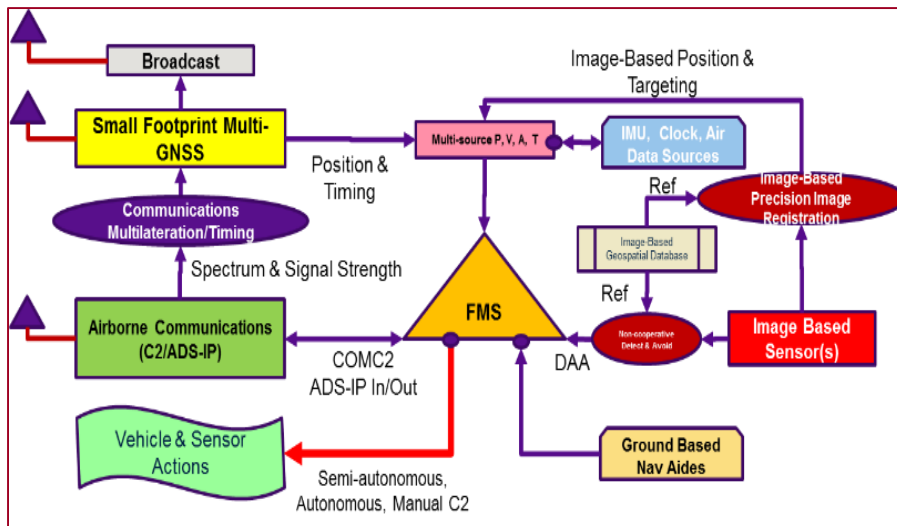 Broadcast
Image-Based Position &
Targeting
Small Footprint Multi-
GNSS
Multi-source P, V, A, T
IMU, Clock, Air
Data Sources
Position &
Timing
Ref
Image-Based
Precision Image
Registration
Communications
Multilateration/Timing
Image-Based
Geospatial Database
Spectrum & Signal Strength
Ref
FMS
Airborne Communications
(C2/ADS-IP)
Non-cooperative
Detect & Avoid
Image Based
Sensor(s)
COMC2
ADS-IP In/Out
DAA
Vehicle & Sensor
Actions
Ground Based
Nav Aides
Semi-autonomous,
Autonomous, Manual C2